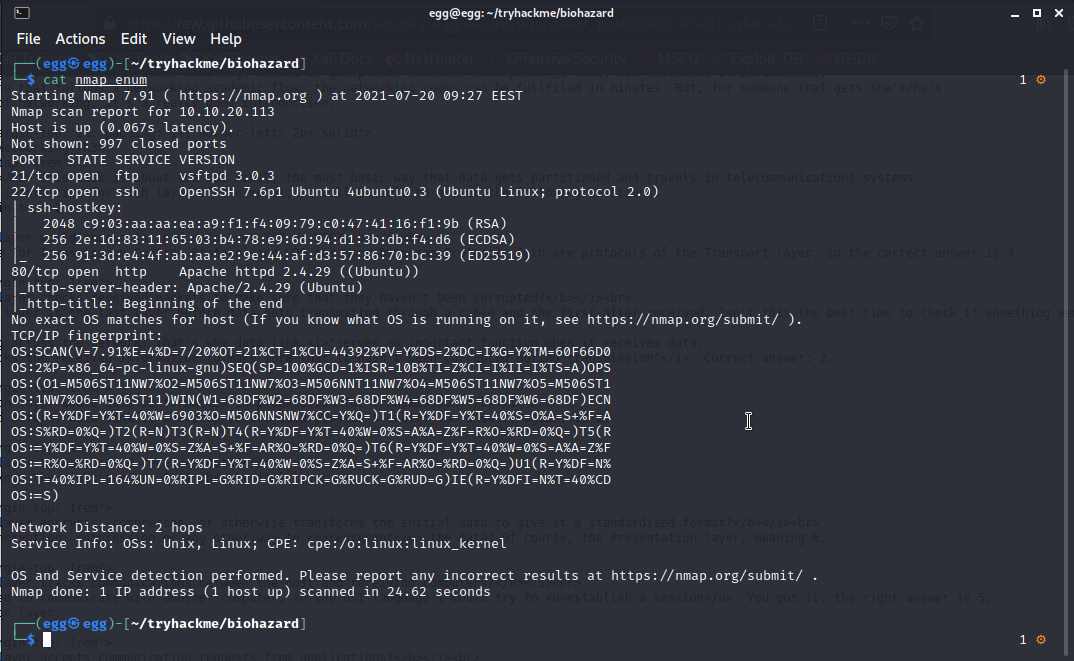 egg@egg: ~/tryhackme/biohazard
File Actions Edit View Help
┌──(egg㉿egg)-[~/tryhackme/biohazard]
└─$ cat nmap_enum
1
Starting Nmap 7.91 ( https://nmap.org ) at 2021-07-20 09:27 EEST
Nmap scan report for 10.10.20.113
Host is up (0.067s latency).
Not shown: 997 closed ports
PORT   STATE SERVICE VERSION
21/tcp open  ftp     vsftpd 3.0.3
22/tcp open  ssh     OpenSSH 7.6p1 Ubuntu 4ubuntu0.3 (Ubuntu Linux; protocol 2.0)
| ssh-hostkey:
|   2048 c9:03:aa:aa:ea:a9:f1:f4:09:79:c0:47:41:16:f1:9b (RSA)
|   256 2e:1d:83:11:65:03:b4:78:e9:6d:94:d1:3b:db:f4:d6 (ECDSA)
|_  256 91:3d:e4:4f:ab:aa:e2:9e:44:af:d3:57:86:70:bc:39 (ED25519)
80/tcp open  http    Apache httpd 2.4.29 ((Ubuntu))
|_http-server-header: Apache/2.4.29 (Ubuntu)
|_http-title: Beginning of the end
No exact OS matches for host (If you know what OS is running on it, see https://nmap.org/submit/ ).
TCP/IP fingerprint:
OS:SCAN(V=7.91%E=4%D=7/20%OT=21%CT=1%CU=44392%PV=Y%DS=2%DC=I%G=Y%TM=60F66D0
OS:2%P=x86_64-pc-linux-gnu)SEQ(SP=100%GCD=1%ISR=10B%TI=Z%CI=I%II=I%TS=A)OPS
OS:(O1=M506ST11NW7%O2=M506ST11NW7%O3=M506NNT11NW7%O4=M506ST11NW7%O5=M506ST1
OS:1NW7%O6=M506ST11)WIN(W1=68DF%W2=68DF%W3=68DF%W4=68DF%W5=68DF%W6=68DF)ECN
OS:(R=Y%DF=Y%T=40%W=6903%O=M506NNSNW7%CC=Y%Q=)T1(R=Y%DF=Y%T=40%S=O%A=S+%F=A
OS:S%RD=0%Q=)T2(R=N)T3(R=N)T4(R=Y%DF=Y%T=40%W=0%S=A%A=Z%F=R%O=%RD=0%Q=)T5(R
OS:=Y%DF=Y%T=40%W=0%S=Z%A=S+%F=AR%O=%RD=0%Q=)T6(R=Y%DF=Y%T=40%W=0%S=A%A=Z%F
OS:=R%O=%RD=0%Q=)T7(R=Y%DF=Y%T=40%W=0%S=Z%A=S+%F=AR%O=%RD=0%Q=)U1(R=Y%DF=N%
OS:T=40%IPL=164%UN=0%RIPL=G%RID=G%RIPCK=G%RUCK=G%RUD=G)IE(R=Y%DFI=N%T=40%CD
OS:=S)
Network Distance: 2 hops
Service Info: OSs: Unix, Linux; CPE: cpe:/o:linux:linux_kernel
OS and Service detection performed. Please report any incorrect results at https://nmap.org/submit/ .
Nmap done: 1 IP address (1 host up) scanned in 24.62 seconds
┌──(egg㉿egg)-[~/tryhackme/biohazard]
└─$
1